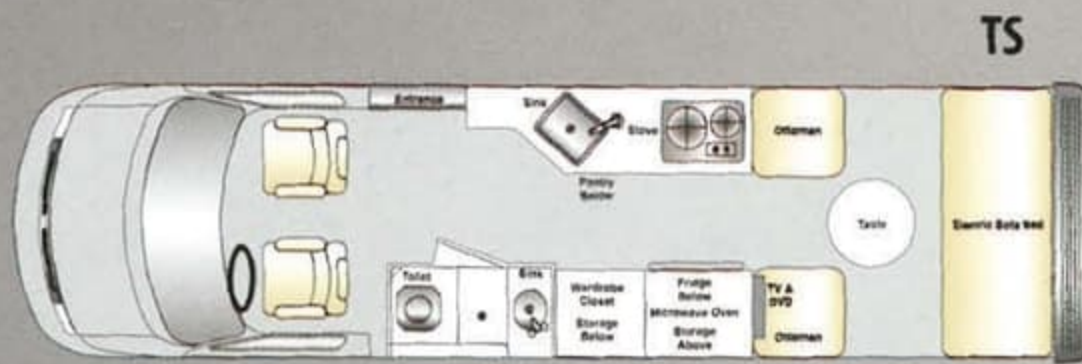 TS
Entrance
Sink
Stove
Ottoman
Pantry
Below
Table
Electric Sofa Bed
Toilet
Sink
Wardrobe
Closet
Storage
Below
Fridge
Below
Microwave Oven
Storage
Above
TV &
DVD
Ottoman